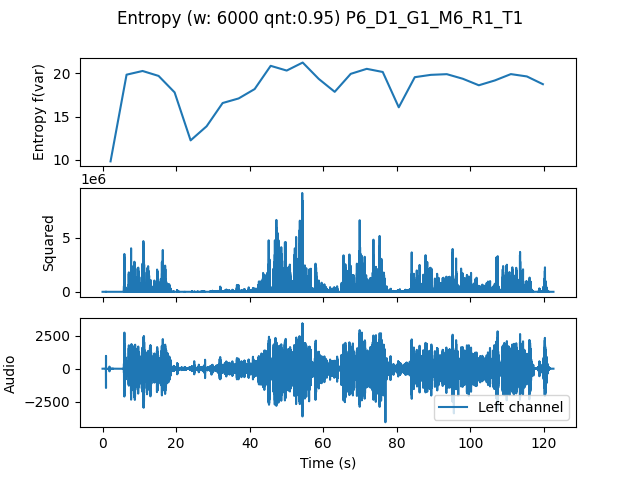 Entropy (w: 6000 qnt:0.95) P6_D1_G1_M6_R1_T1
Entropy f(var)
20
15
10
1e6
Squared
5
0
Audio
2500
0
−2500
Left channel
0 20 40 60 80 100 120
Time (s)